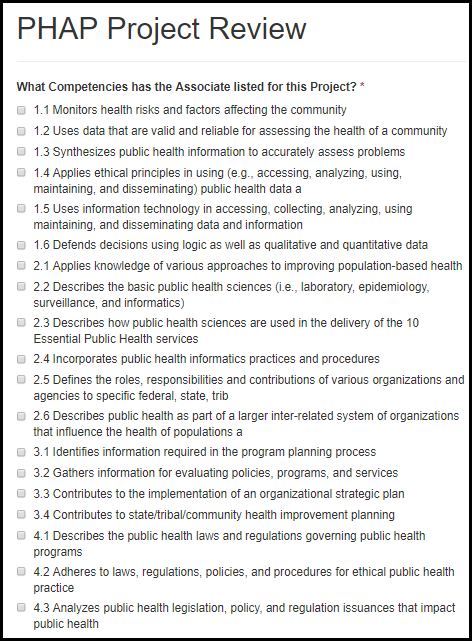 PHAP Project Review
What Competencies has the Associate listed for this Project? *
1.1 Monitors health risks and factors affecting the community
1.2 Uses data that are valid and reliable for assessing the health of a community
1.3 Synthesizes public health information to accurately assess problems
1.4 Applies ethical principles in using (e.g., accessing, analyzing, using,
maintaining, and disseminating) public health data a
1.5 Uses information technology in accessing, collecting, analyzing, using
maintaining, and disseminating data and information
1.6 Defends decisions using logic as well as qualitative and quantitative data
2.1 Applies knowledge of various approaches to improving population-based health
2.2 Describes the basic public health sciences (i.e., laboratory, epidemiology,
surveillance, and informatics)
2.3 Describes how public health sciences are used in the delivery of the 10
Essential Public Health services
2.4 Incorporates public health informatics practices and procedures
2.5 Defines the roles, responsibilities and contributions of various organizations and
agencies to specific federal, state, trib
2.6 Describes public health as part of a larger inter-related system of organizations
that influence the health of populations a
3.1 Identifies information required in the program planning process
3.2 Gathers information for evaluating policies, programs, and services
3.3 Contributes to the implementation of an organizational strategic plan
3.4 Contributes to state/tribal/community health improvement planning
4.1 Describes the public health laws and regulations governing public health
programs
4.2 Adheres to laws, regulations, policies, and procedures for ethical public health
practice
4.3 Analyzes public health legislation, policy, and regulation issuances that impact
public health